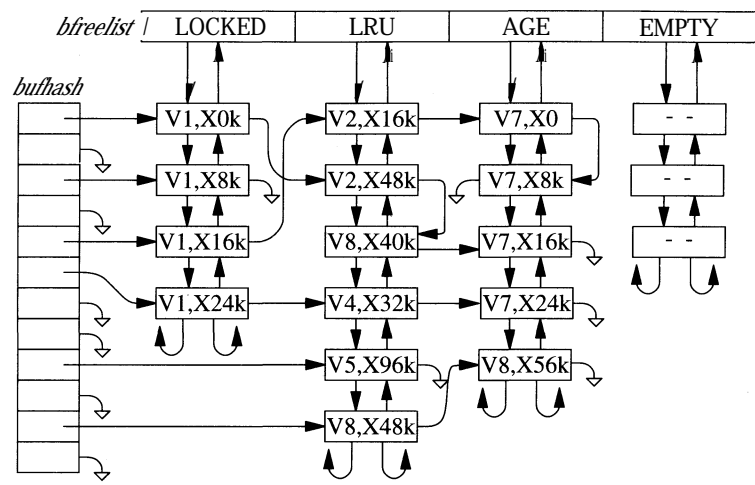 bfreelist LOCKED LRU AGE EMPTY
bufhash
V1,X0k V2,X16k V7,X0 - -
V1,X8k V2,X48k V7,X8k - -
V1,X16k V8,X40k V7,X16k - -
V1,X24k V4,X32k V7,X24k
V5,X96k V8,X56k
V8,X48k